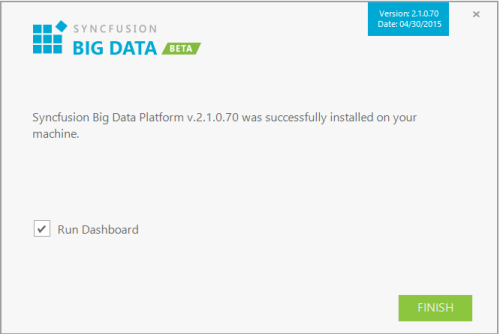 Version: 2.1.0.70
Date: 04/30/2015
×
SYNCFUSION
BIG DATA BETA
Syncfusion Big Data Platform v.2.1.0.70 was successfully installed on your
machine.
Run Dashboard
FINISH